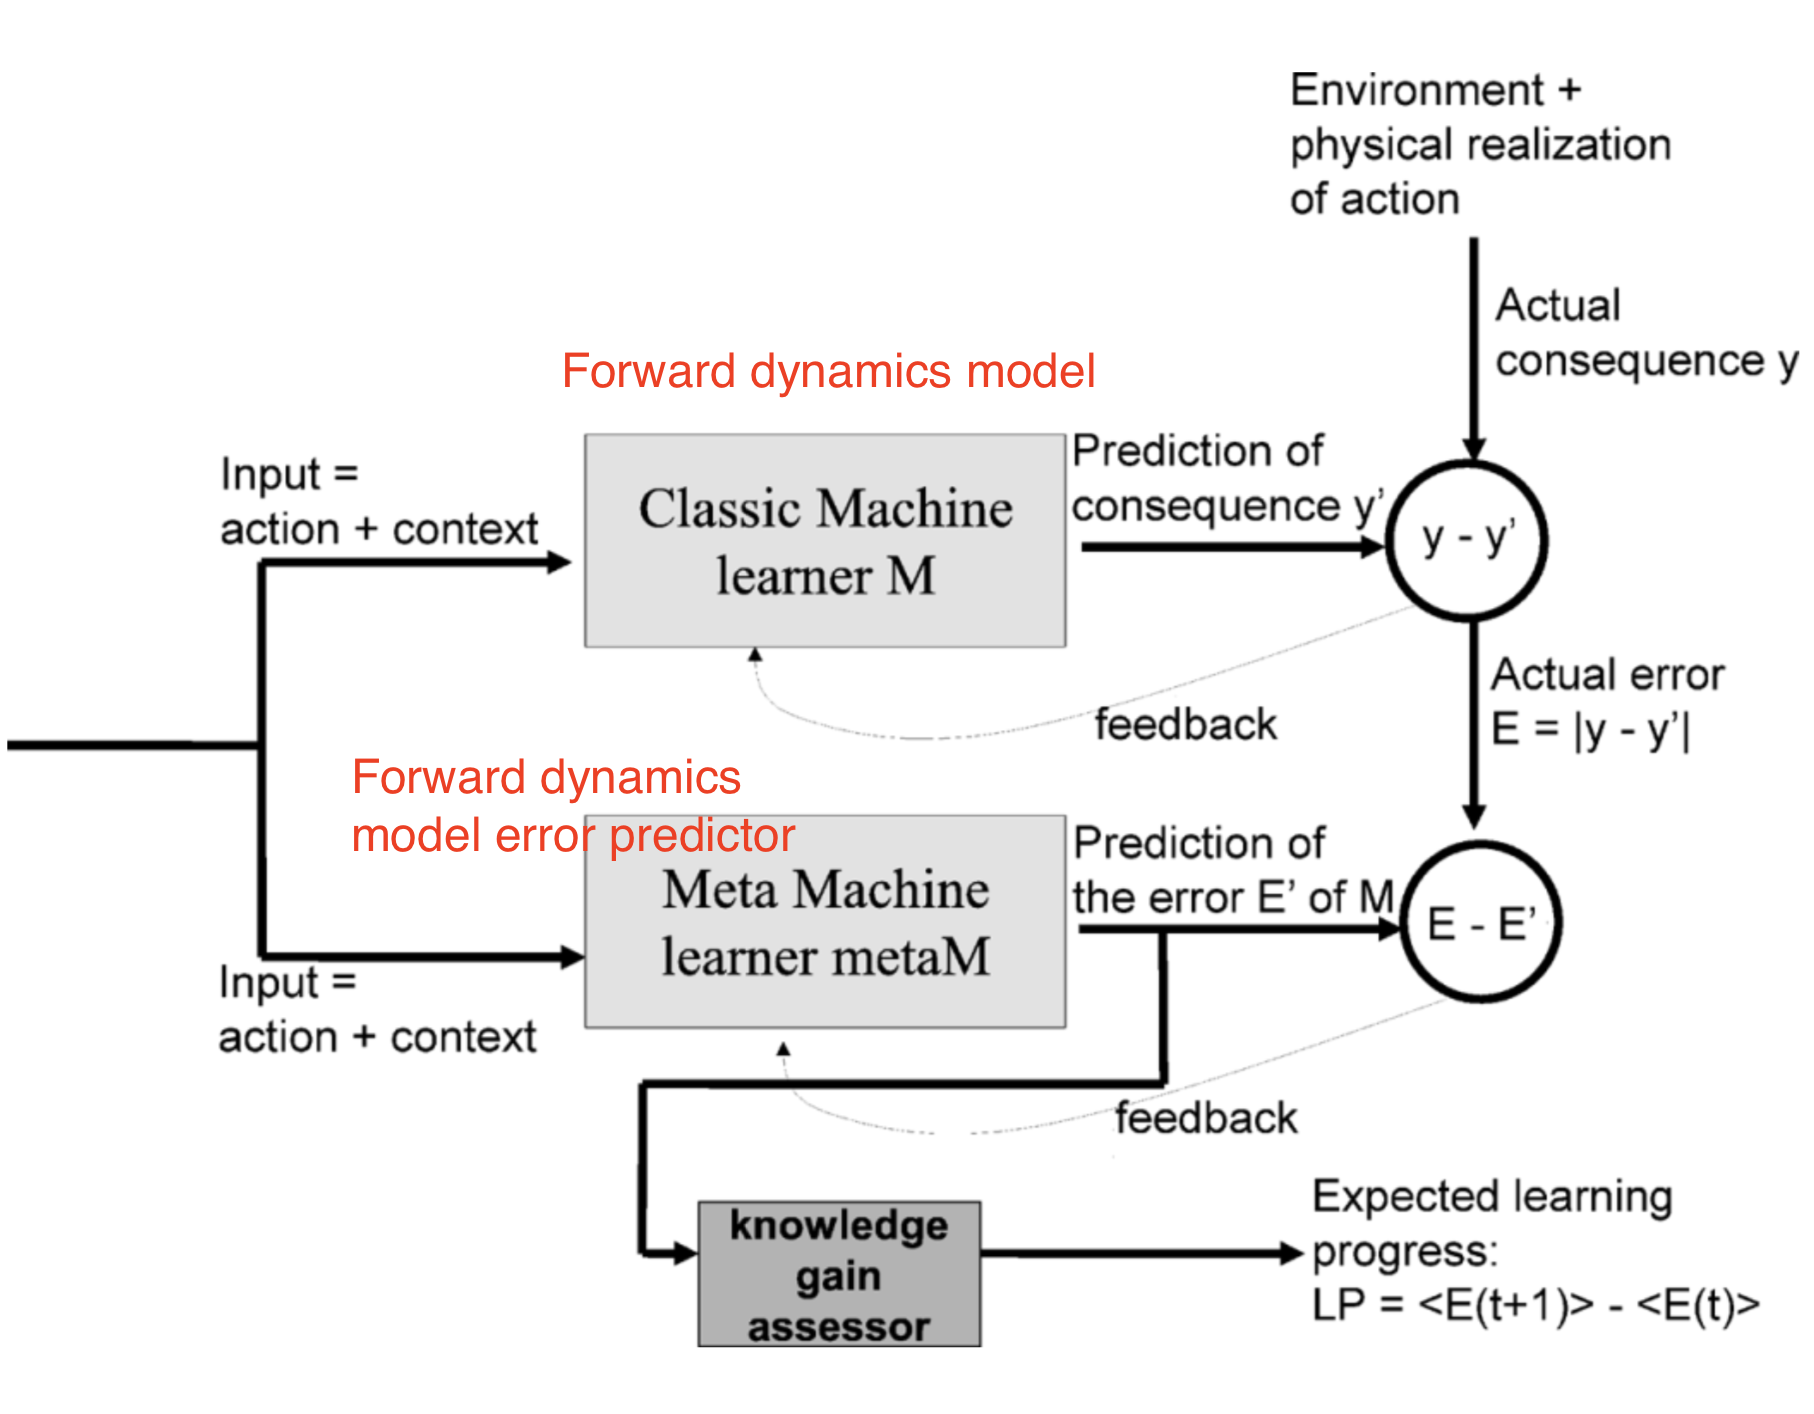 Environment +
physical realization
of action
Actual
consequence y
Forward dynamics model
Input =
action + context
Classic Machine
learner M
Prediction of
consequence y’
y - y’
feedback
Actual error
E = |y - y’|
Forward dynamics
model error predictor
Input =
action + context
Meta Machine
learner metaM
Prediction of
the error E’ of M
E - E’
feedback
knowledge
gain
assessor
Expected learning
progress:
LP = <E(t+1)> - <E(t)>